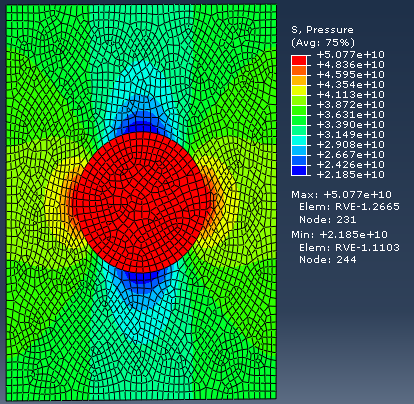 S, Pressure
(Avg: 75%)
+5.077e+10
+4.836e+10
+4.595e+10
+4.354e+10
+4.113e+10
+3.872e+10
+3.631e+10
+3.390e+10
+3.149e+10
+2.908e+10
+2.667e+10
+2.426e+10
+2.185e+10
Max: +5.077e+10
Elem: RVE-1.2665
Node: 231
Min: +2.185e+10
Elem: RVE-1.1103
Node: 244